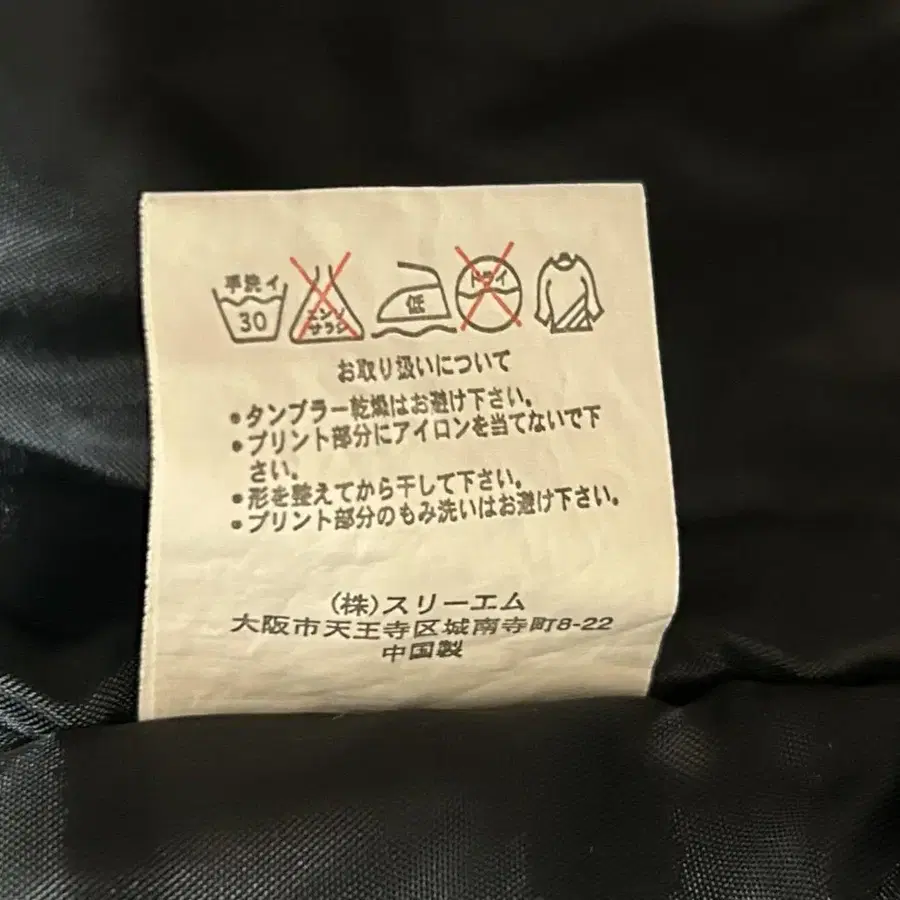 手洗イ
30
エンソ
サラシ
低
ドライ
お取り扱いについて
●タンブラー乾燥はお避け下さい。
●プリント部分にアイロンを当てないで下
さい。
●形を整えてから干して下さい。
●プリント部分のもみ洗いはお避け下さい。
(株)スリーエム
大阪市天王寺区城南寺町8-22
中国製